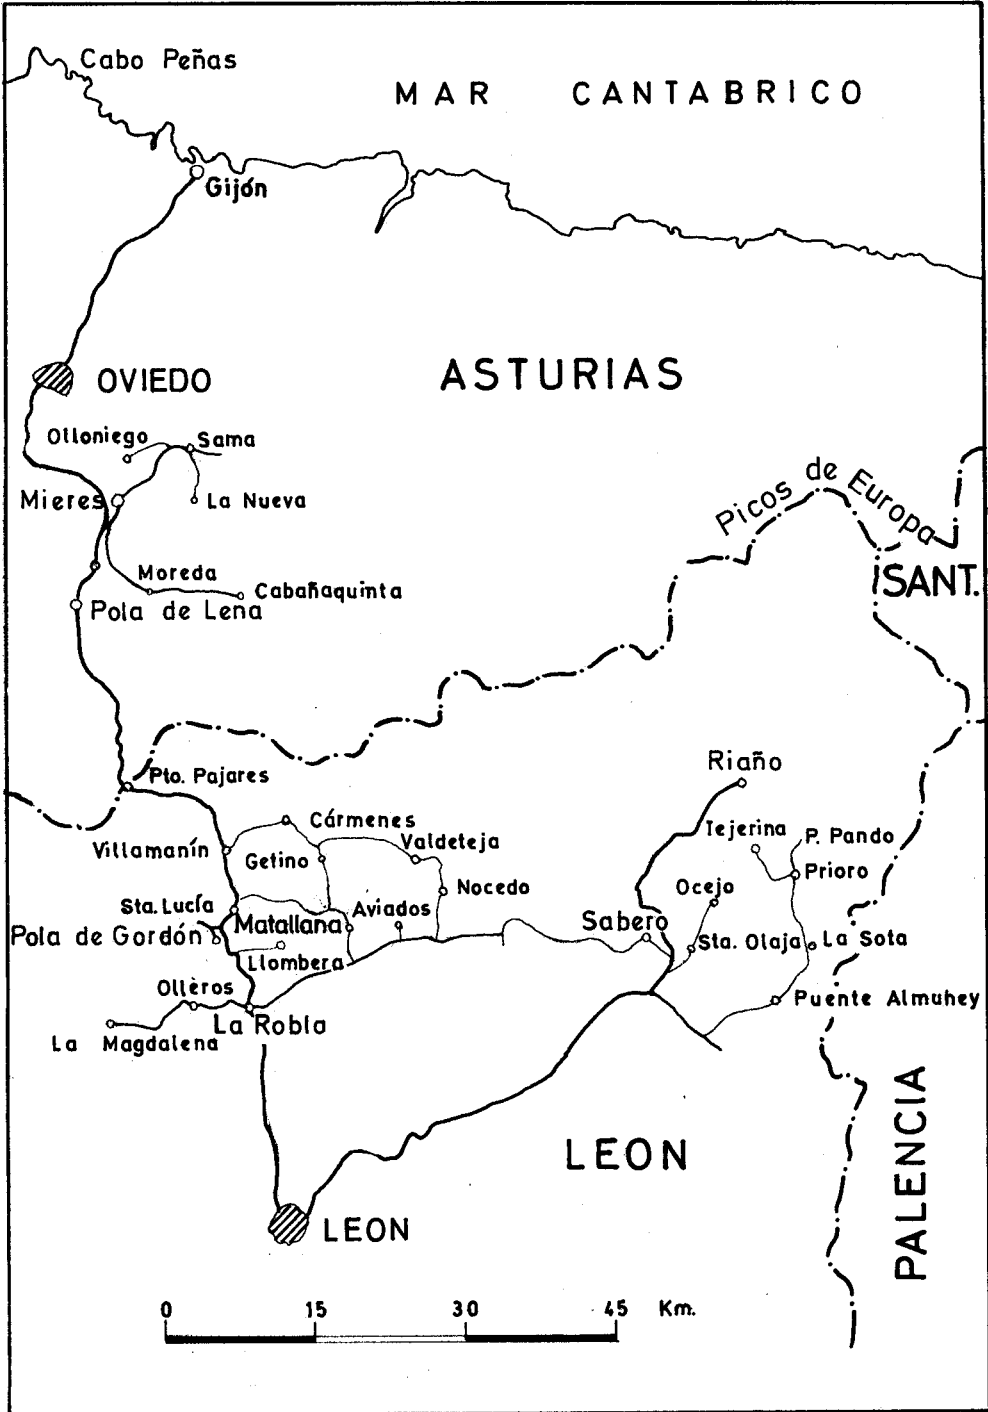 Cabo Peñas
MAR CANTABRICO
Gijón
OVIEDO
ASTURIAS
Olloniego
Sama
Mieres
La Nueva
Picos de Europa
SANT.
Moreda
Cabañaquinta
Pola de Lena
Pto. Pajares
Riaño
Cármenes
Villamanín
Getino
Valdeteja
Tejerina
P. Pando
Prioro
Nocedo
Ocejo
Sta. Lucía
Aviados
Matallana
Sabero
Pola de Gordón
Sta. Olaja
La Sota
Llombera
Ollèros
Puente Almuhey
La Robla
La Magdalena
PALENCIA
LEON
LEON
0 15 30 45 Km.